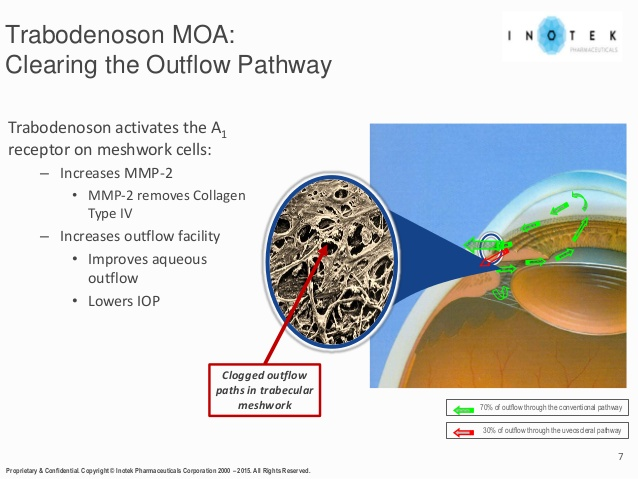 Trabodenoson MOA:
Clearing the Outflow Pathway
INOTEK
PHARMACEUTICALS
Trabodenoson activates the A1
receptor on meshwork cells:
– Increases MMP-2
• MMP-2 removes Collagen
Type IV
– Increases outflow facility
• Improves aqueous
outflow
• Lowers IOP
Clogged outflow
paths in trabecular
meshwork
70% of outflow through the conventional pathway
30% of outflow through the uveoscleral pathway
7
Proprietary & Confidential. Copyright © Inotek Pharmaceuticals Corporation 2000 – 2015. All Rights Reserved.